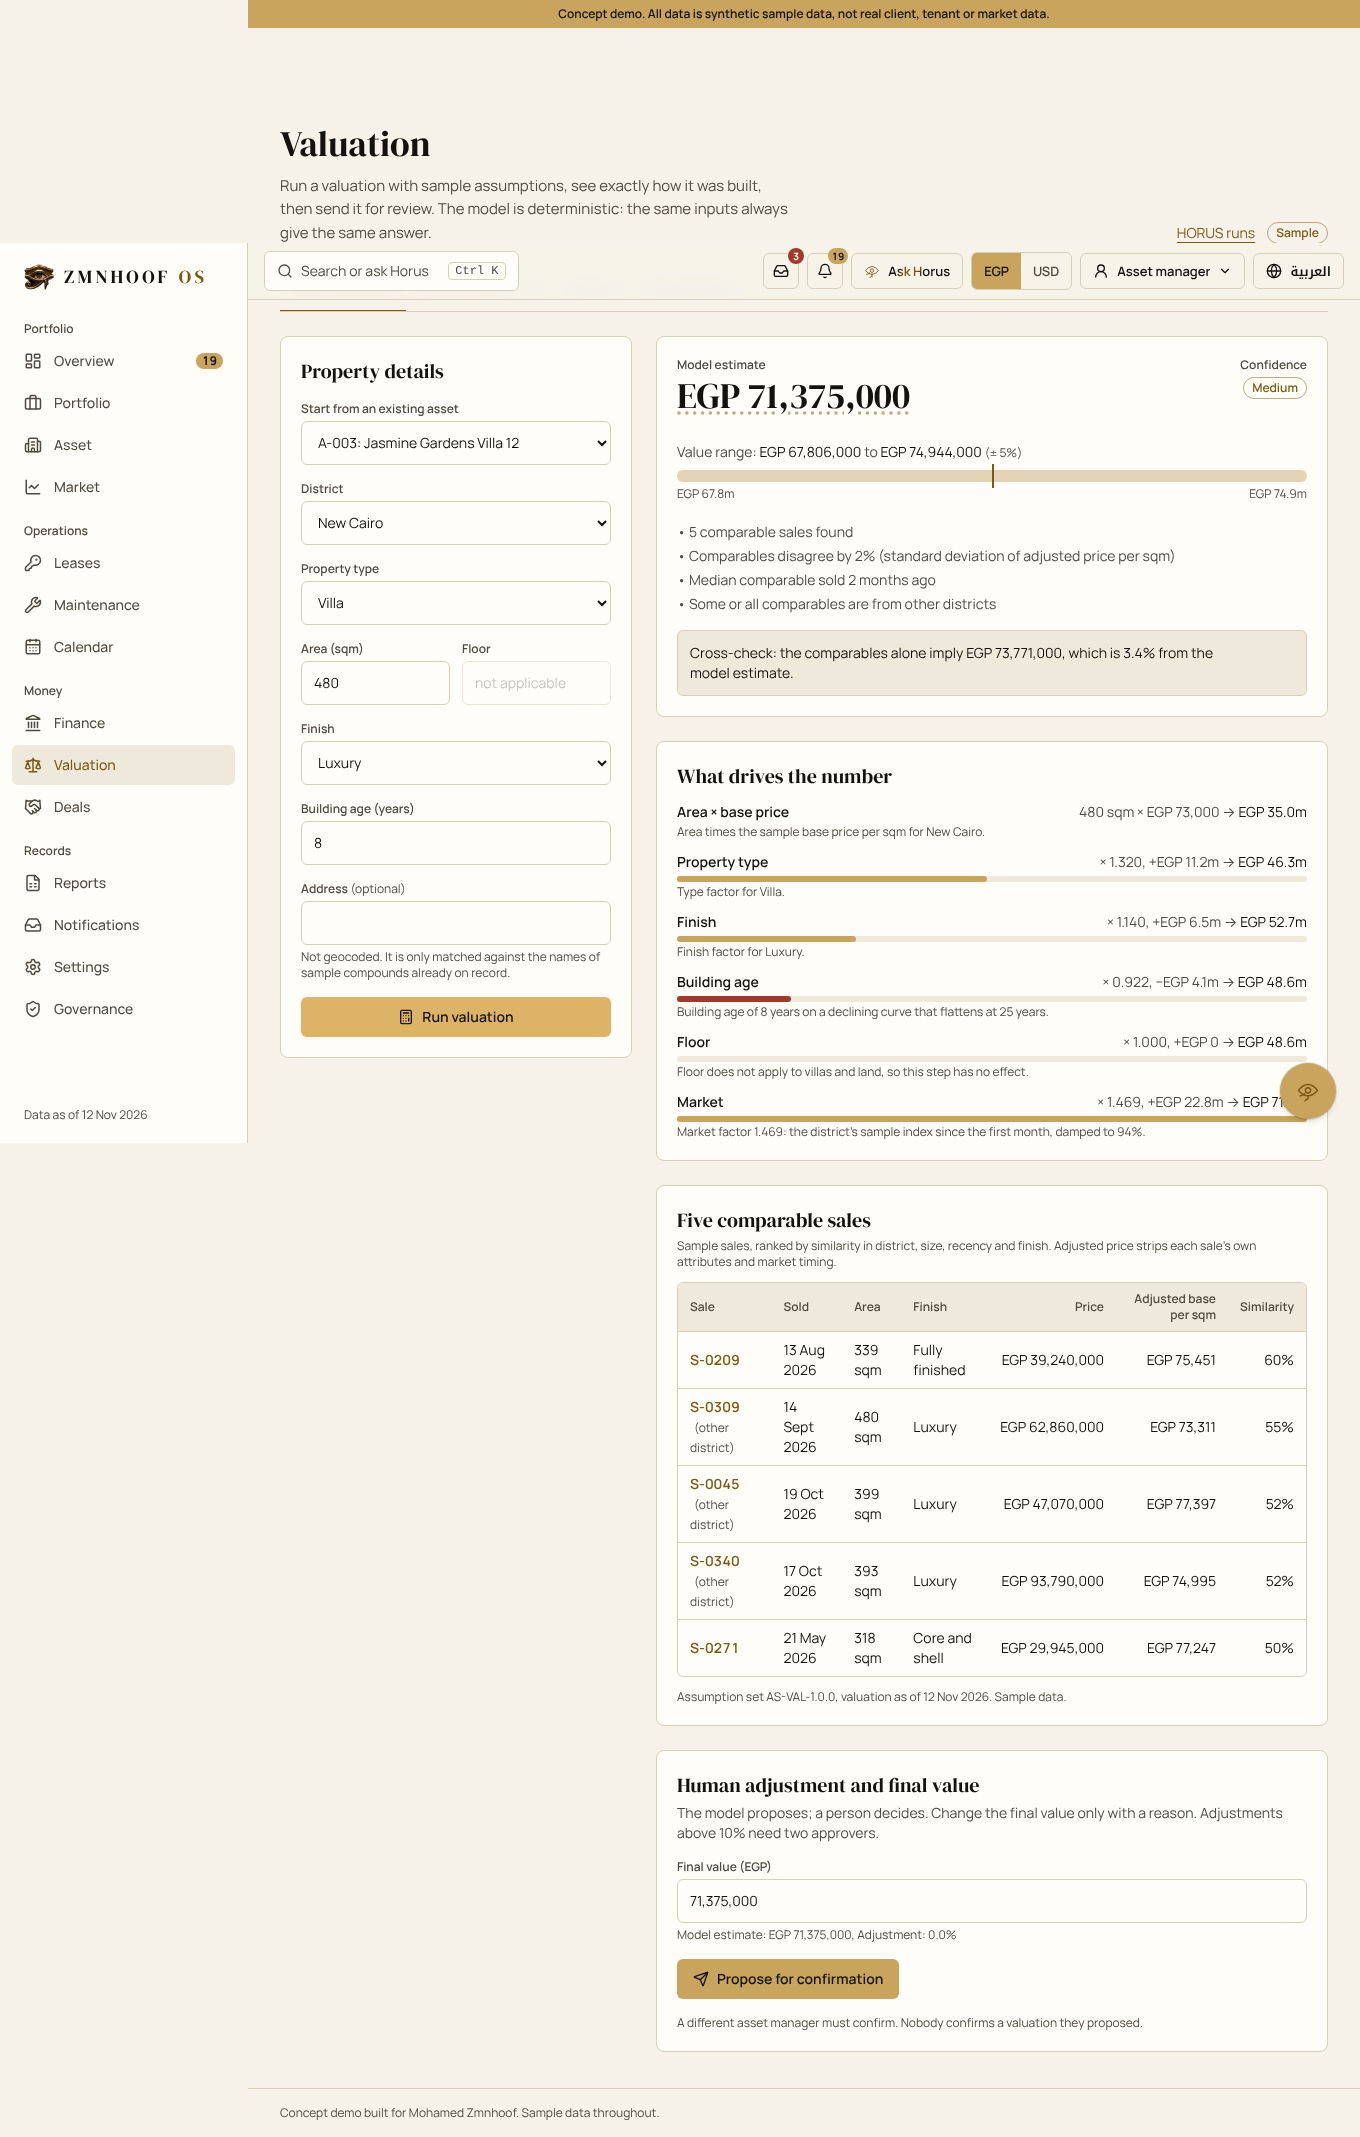 Concept demo. All data is synthetic sample data, not real client, tenant or market data.
Valuation
Run a valuation with sample assumptions, see exactly how it was built,
then send it for review. The model is deterministic: the same inputs always
give the same answer.
HORUS runs
Sample
ZMNHOOF OS
Search or ask Horus
Ctrl K
3
19
Ask Horus
EGP
USD
Asset manager
العربية
Portfolio
Overview
19
Portfolio
Asset
Market
Operations
Leases
Maintenance
Calendar
Money
Finance
Valuation
Deals
Records
Reports
Notifications
Settings
Governance
Data as of 12 Nov 2026
Property details
Start from an existing asset
A-003: Jasmine Gardens Villa 12
District
New Cairo
Property type
Villa
Area (sqm)
Floor
480
not applicable
Finish
Luxury
Building age (years)
8
Address (optional)
Not geocoded. It is only matched against the names of
sample compounds already on record.
Run valuation
Model estimate
EGP 71,375,000
Confidence
Medium
Value range: EGP 67,806,000 to EGP 74,944,000 (± 5%)
EGP 67.8m
EGP 74.9m
• 5 comparable sales found
• Comparables disagree by 2% (standard deviation of adjusted price per sqm)
• Median comparable sold 2 months ago
• Some or all comparables are from other districts
Cross-check: the comparables alone imply EGP 73,771,000, which is 3.4% from the
model estimate.
What drives the number
Area × base price
480 sqm × EGP 73,000 → EGP 35.0m
Area times the sample base price per sqm for New Cairo.
Property type
× 1.320, +EGP 11.2m → EGP 46.3m
Type factor for Villa.
Finish
× 1.140, +EGP 6.5m → EGP 52.7m
Finish factor for Luxury.
Building age
× 0.922, −EGP 4.1m → EGP 48.6m
Building age of 8 years on a declining curve that flattens at 25 years.
Floor
× 1.000, +EGP 0 → EGP 48.6m
Floor does not apply to villas and land, so this step has no effect.
Market
× 1.469, +EGP 22.8m → EGP 71
Market factor 1.469: the district's sample index since the first month, damped to 94%.
Five comparable sales
Sample sales, ranked by similarity in district, size, recency and finish. Adjusted price strips each sale's own
attributes and market timing.
Sale
Sold
Area
Finish
Price
Adjusted base
per sqm
Similarity
S-0209
13 Aug
2026
339
sqm
Fully
finished
EGP 39,240,000
EGP 75,451
60%
S-0309
(other
district)
14
Sept
2026
480
sqm
Luxury
EGP 62,860,000
EGP 73,311
55%
S-0045
(other
district)
19 Oct
2026
399
sqm
Luxury
EGP 47,070,000
EGP 77,397
52%
S-0340
(other
district)
17 Oct
2026
393
sqm
Luxury
EGP 93,790,000
EGP 74,995
52%
S-0271
21 May
2026
318
sqm
Core and
shell
EGP 29,945,000
EGP 77,247
50%
Assumption set AS-VAL-1.0.0, valuation as of 12 Nov 2026. Sample data.
Human adjustment and final value
The model proposes; a person decides. Change the final value only with a reason. Adjustments
above 10% need two approvers.
Final value (EGP)
71,375,000
Model estimate: EGP 71,375,000, Adjustment: 0.0%
Propose for confirmation
A different asset manager must confirm. Nobody confirms a valuation they proposed.
Concept demo built for Mohamed Zmnhoof. Sample data throughout.